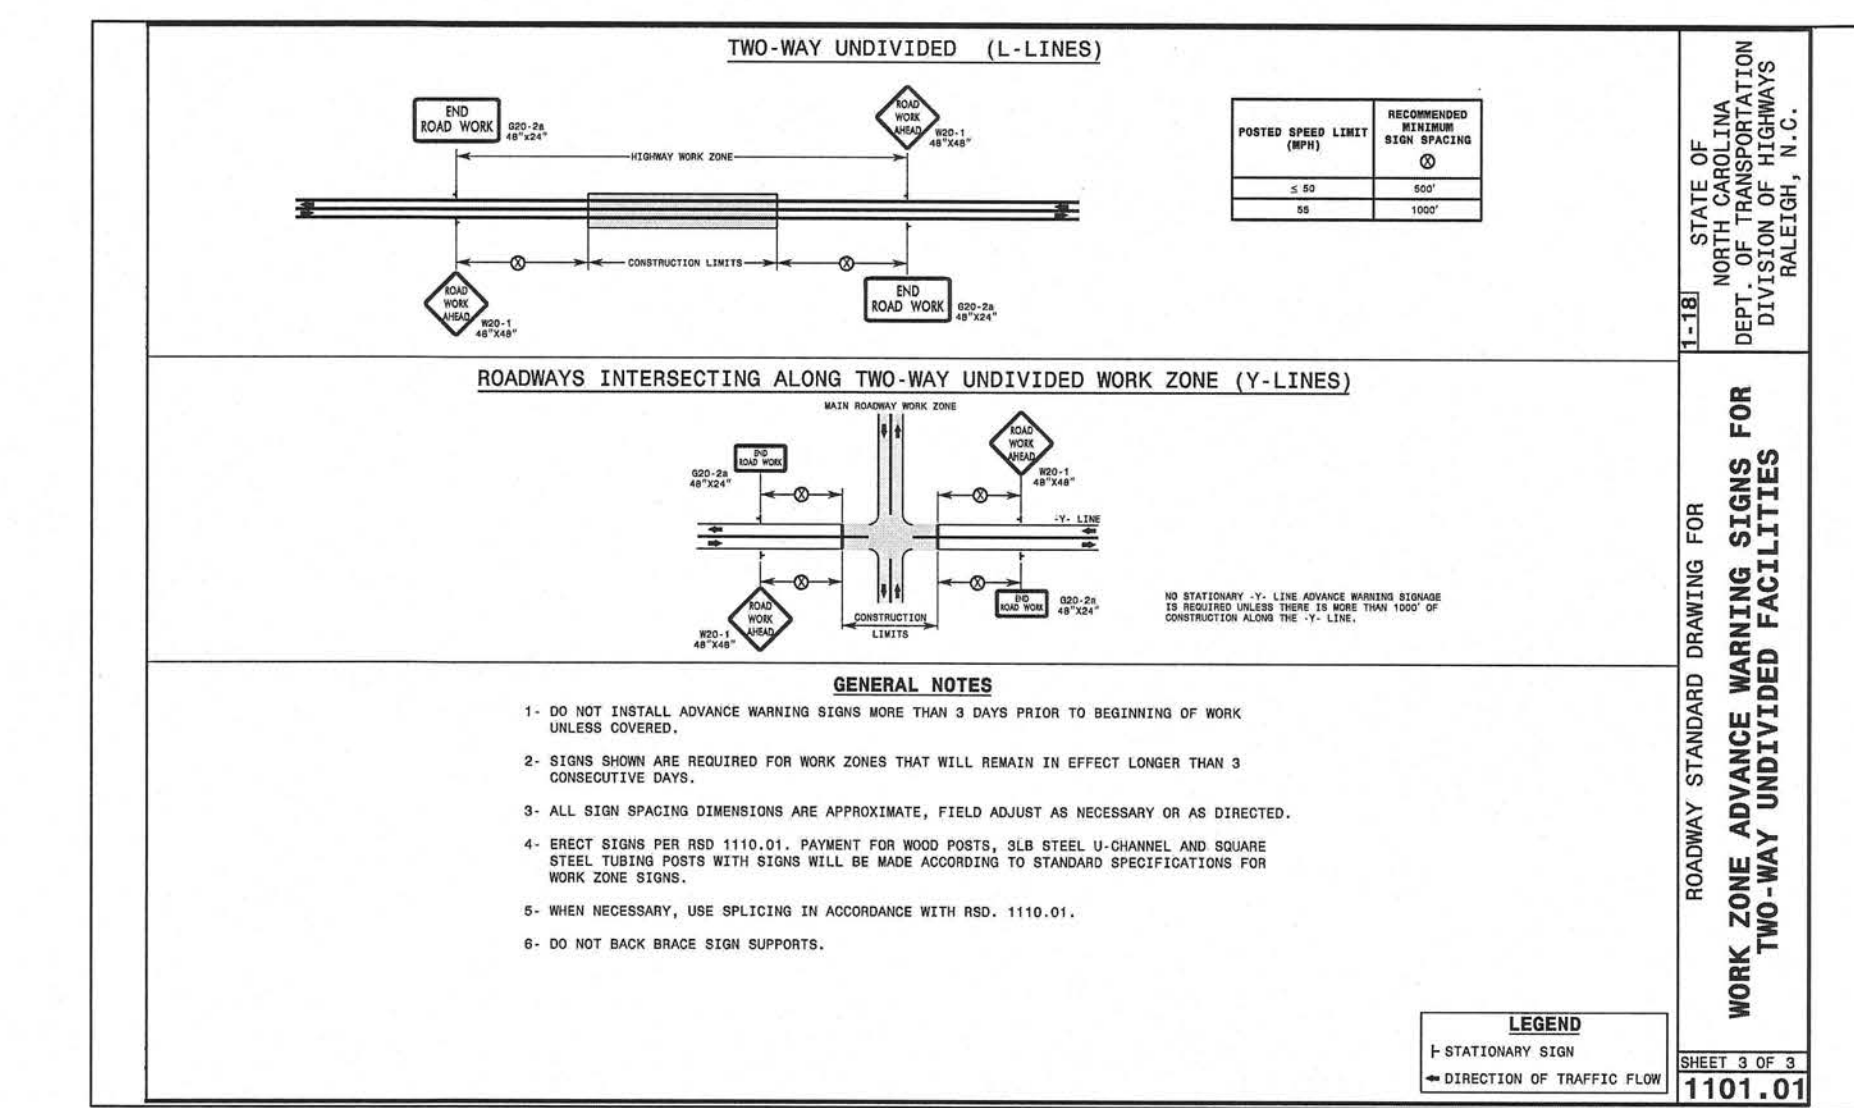 TWO-WAY UNDIVIDED (L-LINES)
END
ROAD WORK
G20-2a
48"x24"
ROAD
WORK
AHEAD
W20-1
48"X48"
HIGHWAY WORK ZONE
X
CONSTRUCTION LIMITS
X
ROAD
WORK
AHEAD
W20-1
48"X48"
END
ROAD WORK
G20-2a
48"X24"
POSTED SPEED LIMIT
(MPH)
RECOMMENDED
MINIMUM
SIGN SPACING
X
≤ 50
500'
55
1000'
ROADWAYS INTERSECTING ALONG TWO-WAY UNDIVIDED WORK ZONE (Y-LINES)
MAIN ROADWAY WORK ZONE
END
ROAD WORK
G20-2a
48"X24"
ROAD
WORK
AHEAD
W20-1
48"X48"
X
X
-Y- LINE
X
X
ROAD
WORK
AHEAD
W20-1
48"X48"
CONSTRUCTION
LIMITS
END
ROAD WORK
G20-2a
48"X24"
NO STATIONARY -Y- LINE ADVANCE WARNING SIGNAGE
IS REQUIRED UNLESS THERE IS MORE THAN 1000' OF
CONSTRUCTION ALONG THE -Y- LINE.
GENERAL NOTES
1- DO NOT INSTALL ADVANCE WARNING SIGNS MORE THAN 3 DAYS PRIOR TO BEGINNING OF WORK
UNLESS COVERED.
2- SIGNS SHOWN ARE REQUIRED FOR WORK ZONES THAT WILL REMAIN IN EFFECT LONGER THAN 3
CONSECUTIVE DAYS.
3- ALL SIGN SPACING DIMENSIONS ARE APPROXIMATE, FIELD ADJUST AS NECESSARY OR AS DIRECTED.
4- ERECT SIGNS PER RSD 1110.01. PAYMENT FOR WOOD POSTS, 3LB STEEL U-CHANNEL AND SQUARE
STEEL TUBING POSTS WITH SIGNS WILL BE MADE ACCORDING TO STANDARD SPECIFICATIONS FOR
WORK ZONE SIGNS.
5- WHEN NECESSARY, USE SPLICING IN ACCORDANCE WITH RSD. 1110.01.
6- DO NOT BACK BRACE SIGN SUPPORTS.
LEGEND
STATIONARY SIGN
DIRECTION OF TRAFFIC FLOW
1-18
STATE OF
NORTH CAROLINA
DEPT. OF TRANSPORTATION
DIVISION OF HIGHWAYS
RALEIGH, N.C.
ROADWAY STANDARD DRAWING FOR
WORK ZONE ADVANCE WARNING SIGNS FOR
TWO-WAY UNDIVIDED FACILITIES
SHEET 3 OF 3
1101.01